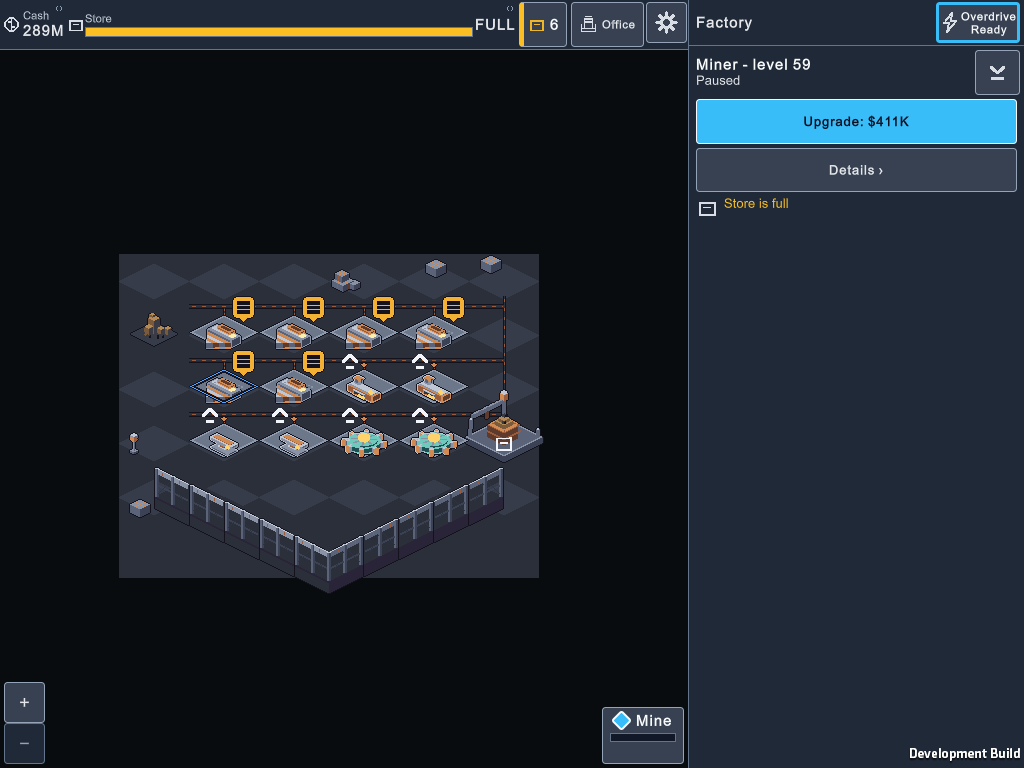 Cash
289M
Store
FULL
6
Office
Factory
Overdrive
Ready
Miner - level 59
Paused
Upgrade: $411K
Details ›
Store is full
+
−
Mine
Development Build